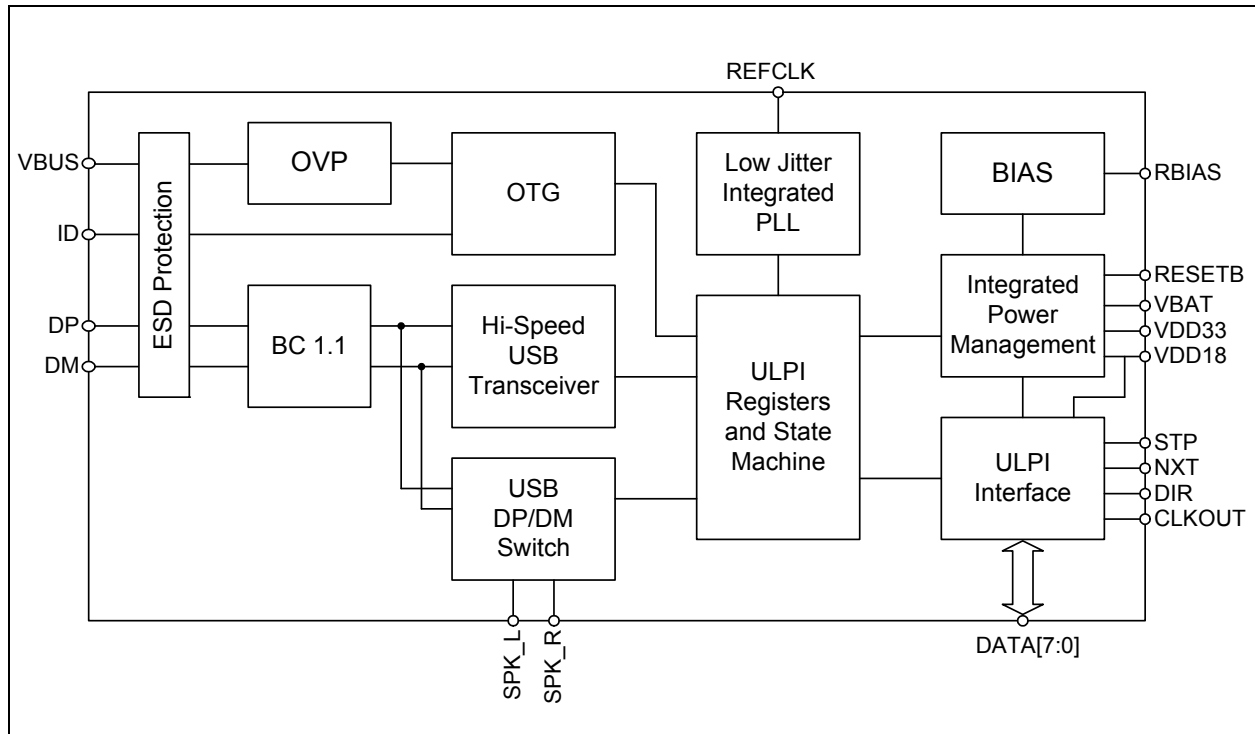 REFCLK
VBUS
ID
DP
DM
ESD Protection
OVP
OTG
BC 1.1
Hi-Speed
USB
Transceiver
USB
DP/DM
Switch
SPK_L
SPK_R
Low Jitter
Integrated
PLL
ULPI
Registers
and State
Machine
BIAS
Integrated
Power
Management
ULPI
Interface
RBIAS
RESETB
VBAT
VDD33
VDD18
STP
NXT
DIR
CLKOUT
DATA[7:0]